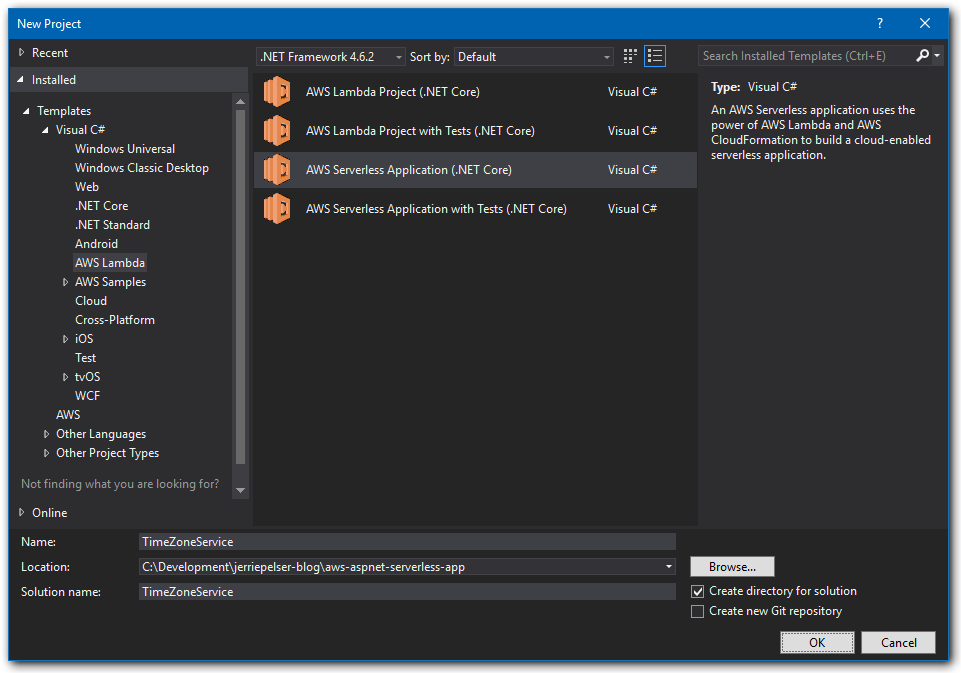 New Project
?
Recent
Installed
Templates
Visual C#
Windows Universal
Windows Classic Desktop
Web
.NET Core
.NET Standard
Android
AWS Lambda
AWS Samples
Cloud
Cross-Platform
iOS
Test
tvOS
WCF
AWS
Other Languages
Other Project Types
Not finding what you are looking for?
Online
.NET Framework 4.6.2 Sort by: Default
AWS Lambda Project (.NET Core) Visual C#
AWS Lambda Project with Tests (.NET Core) Visual C#
AWS Serverless Application (.NET Core) Visual C#
AWS Serverless Application with Tests (.NET Core) Visual C#
Search Installed Templates (Ctrl+E)
Type: Visual C#
An AWS Serverless application uses the
power of AWS Lambda and AWS
CloudFormation to build a cloud-enabled
serverless application.
Name: TimeZoneService
Location: C:\Development\jerriepelser-blog\aws-aspnet-serverless-app
Solution name: TimeZoneService
Browse...
Create directory for solution
Create new Git repository
OK Cancel